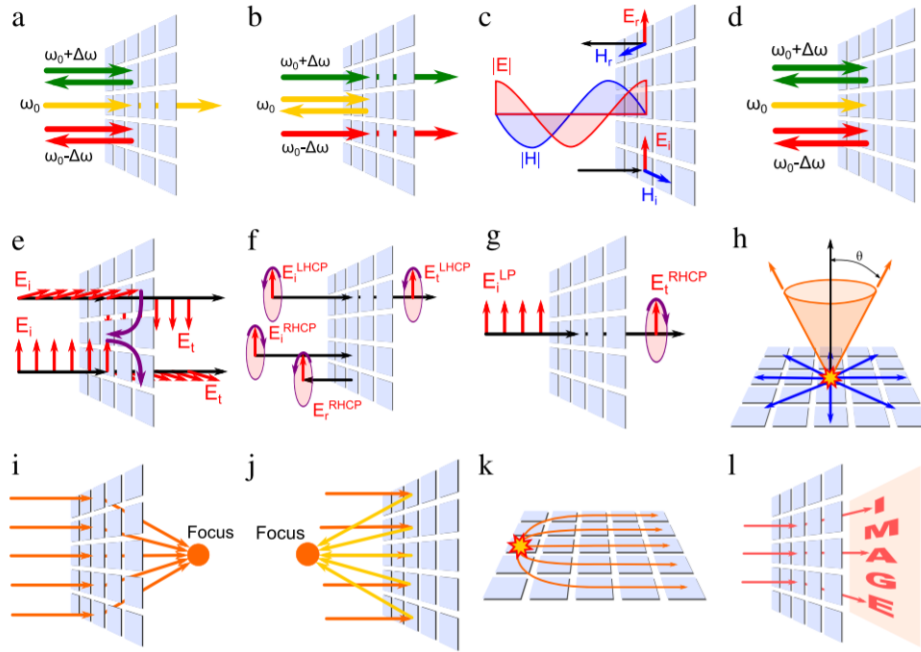 a
b
c
d
ω₀+Δω
ω₀
ω₀-Δω
ω₀+Δω
ω₀
ω₀-Δω
|E|
|H|
Eᵣ
Hᵣ
Eᵢ
Hᵢ
ω₀+Δω
ω₀
ω₀-Δω
e
f
g
h
Eᵢ
Eᵢ
Eₜ
Eₜ
Eᵢᴸᴴᶜᴾ
Eₜᴸᴴᶜᴾ
Eᵢᴿᴴᶜᴾ
Eᵣᴿᴴᶜᴾ
Eᵢᴸᴾ
Eₜᴿᴴᶜᴾ
θ
i
j
k
l
Focus
Focus
IMAGE